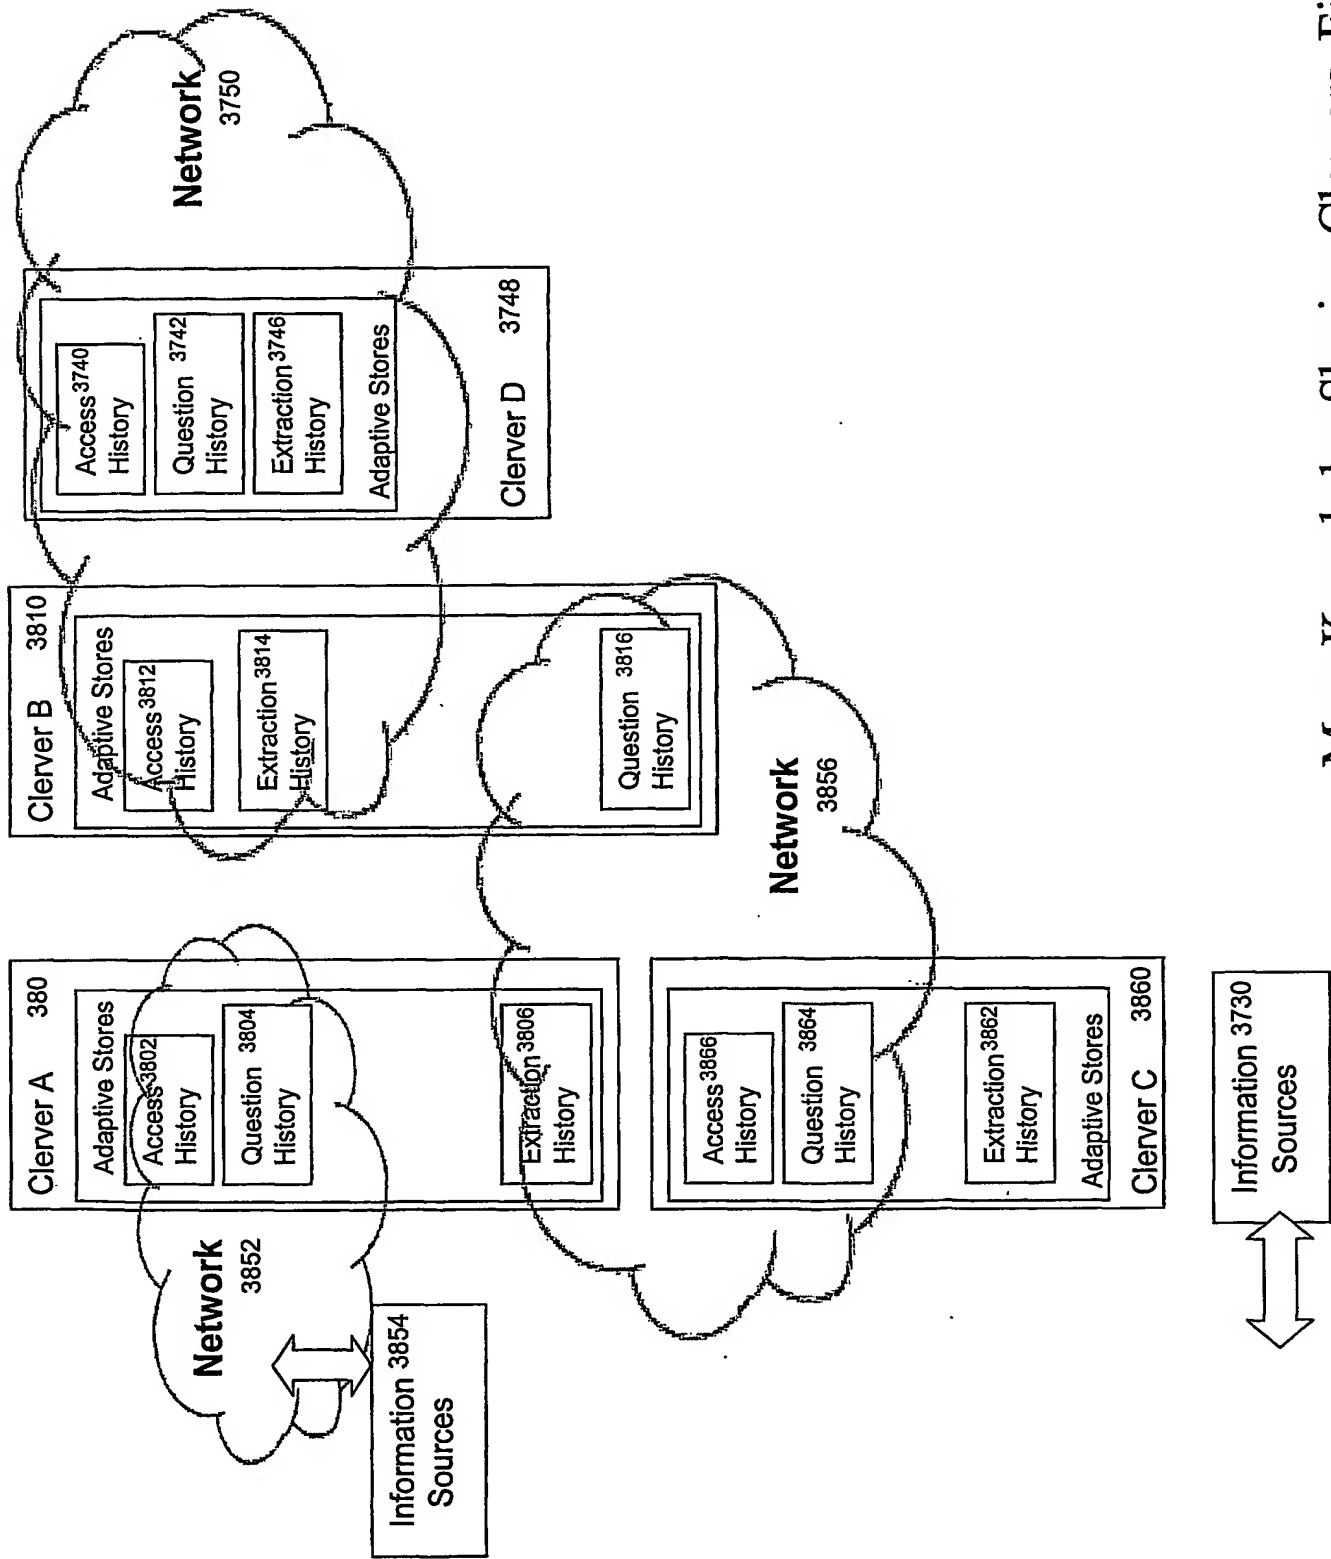 Clerver A 380
Adaptive Stores
Access 3802
History
Question 3804
History
Extraction 3806
History
Clerver B 3810
Adaptive Stores
Access 3812
History
Extraction 3814
History
Question 3816
History
Access 3740
History
Question 3742
History
Extraction 3746
History
Adaptive Stores
Clerver D 3748
Network
3750
Network
3852
Information 3854
Sources
Network
3856
Access 3866
History
Question 3864
History
Extraction 3862
History
Adaptive Stores
Clerver C 3860
Information 3730
Sources